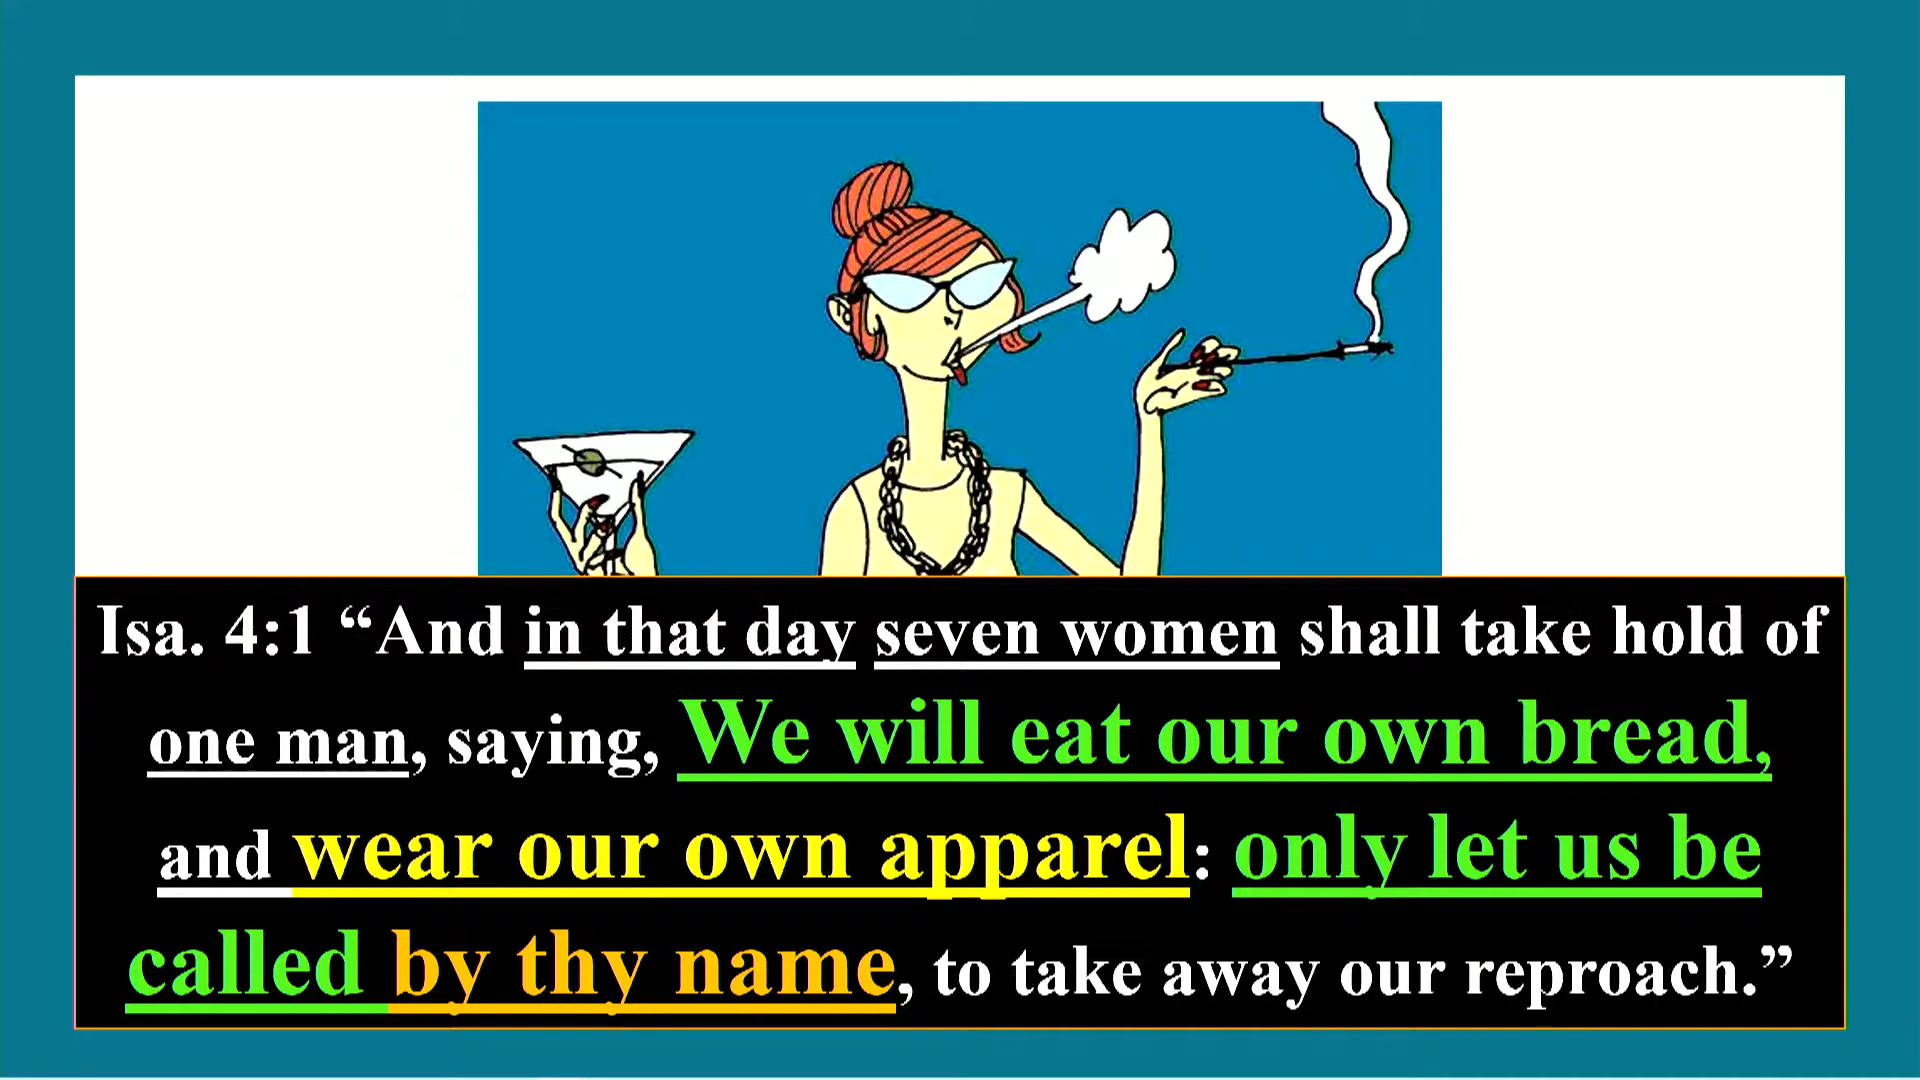 Isa. 4:1 “And in that day seven women shall take hold of
one man, saying, We will eat our own bread,
and wear our own apparel: only let us be
called by thy name, to take away our reproach.”